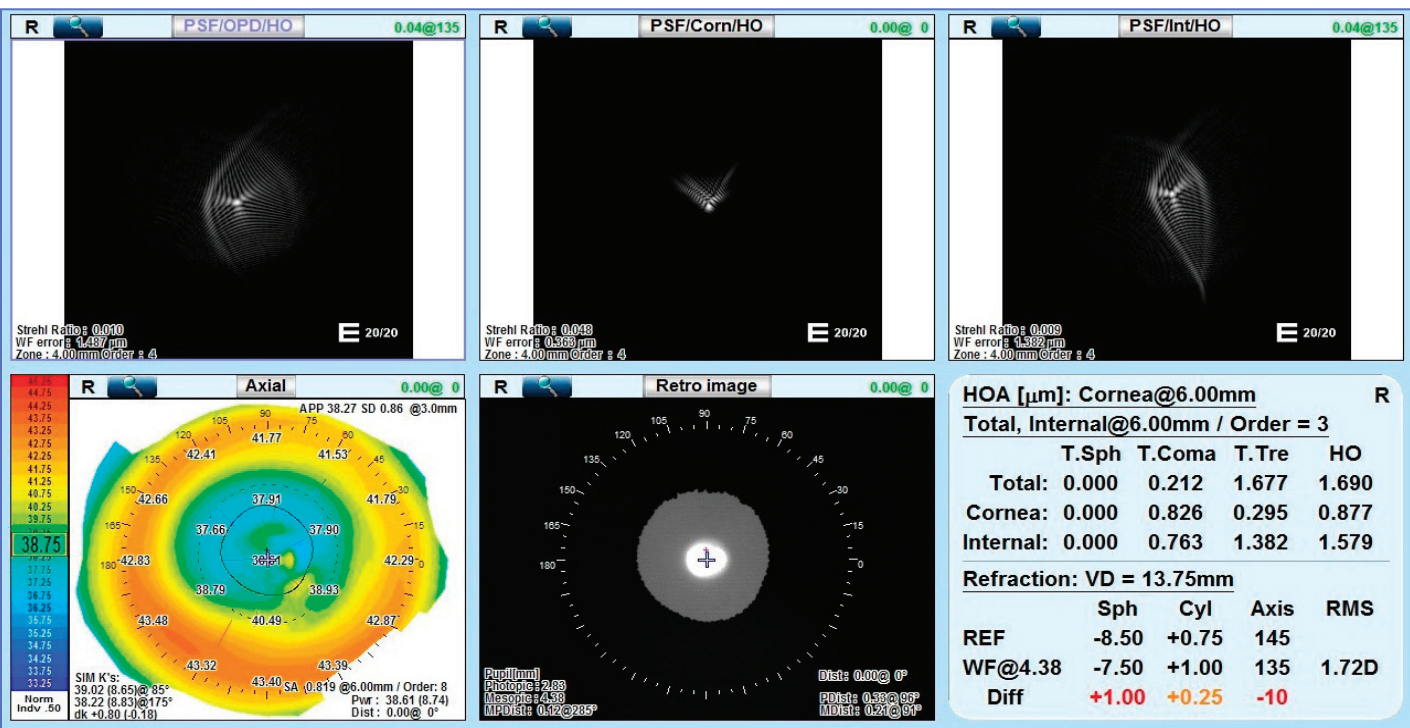 R PSF/OPD/HO 0.04@135
Strehl Ratio : 0.010
WF error : 1.487 µm
Zone : 4.00 mm Order : 4
E 20/20
R PSF/Corn/HO 0.00@ 0
Strehl Ratio : 0.048
WF error : 0.363 µm
Zone : 4.00 mm Order : 4
E 20/20
R PSF/Int/HO 0.04@135
Strehl Ratio : 0.009
WF error : 1.382 µm
Zone : 4.00 mm Order : 4
E 20/20
44.75
44.25
43.75
43.25
42.75
42.25
41.75
41.25
40.75
40.25
39.75
38.75
37.75
37.25
36.75
36.25
35.75
35.25
34.75
34.25
33.75
33.25
Norm
Indv .50
R Axial 0.00@ 0
APP 38.27 SD 0.86 @3.0mm
90
105 75
120 41.77 60
135 42.41 41.53 45
150 42.66 37.91 41.79 30
165 37.66 37.90 15
180 42.83 42.29 0
38.79 38.93
43.48 40.49 42.87
43.32 43.39
43.40
SIM K's:
39.02 (8.65)@ 85°
38.22 (8.83)@175°
dk +0.80 (-0.18)
SA 0.819 @6.00mm / Order: 8
Pwr : 38.61 (8.74)
Dist : 0.00@ 0°
R Retro image 0.00@ 0
90
105 75
120 60
135 45
150 30
165 15
180 0
Pupil[mm]
Photopic : 2.83
Mesopic : 4.38
MPDist : 0.12@285°
Dist : 0.00@ 0°
PDist : 0.33@ 96°
MDist : 0.21@ 91°
HOA [µm]: Cornea@6.00mm R
Total, Internal@6.00mm / Order = 3
T.Sph T.Coma T.Tre HO
Total: 0.000 0.212 1.677 1.690
Cornea: 0.000 0.826 0.295 0.877
Internal: 0.000 0.763 1.382 1.579
Refraction: VD = 13.75mm
Sph Cyl Axis RMS
REF -8.50 +0.75 145
WF@4.38 -7.50 +1.00 135 1.72D
Diff +1.00 +0.25 -10